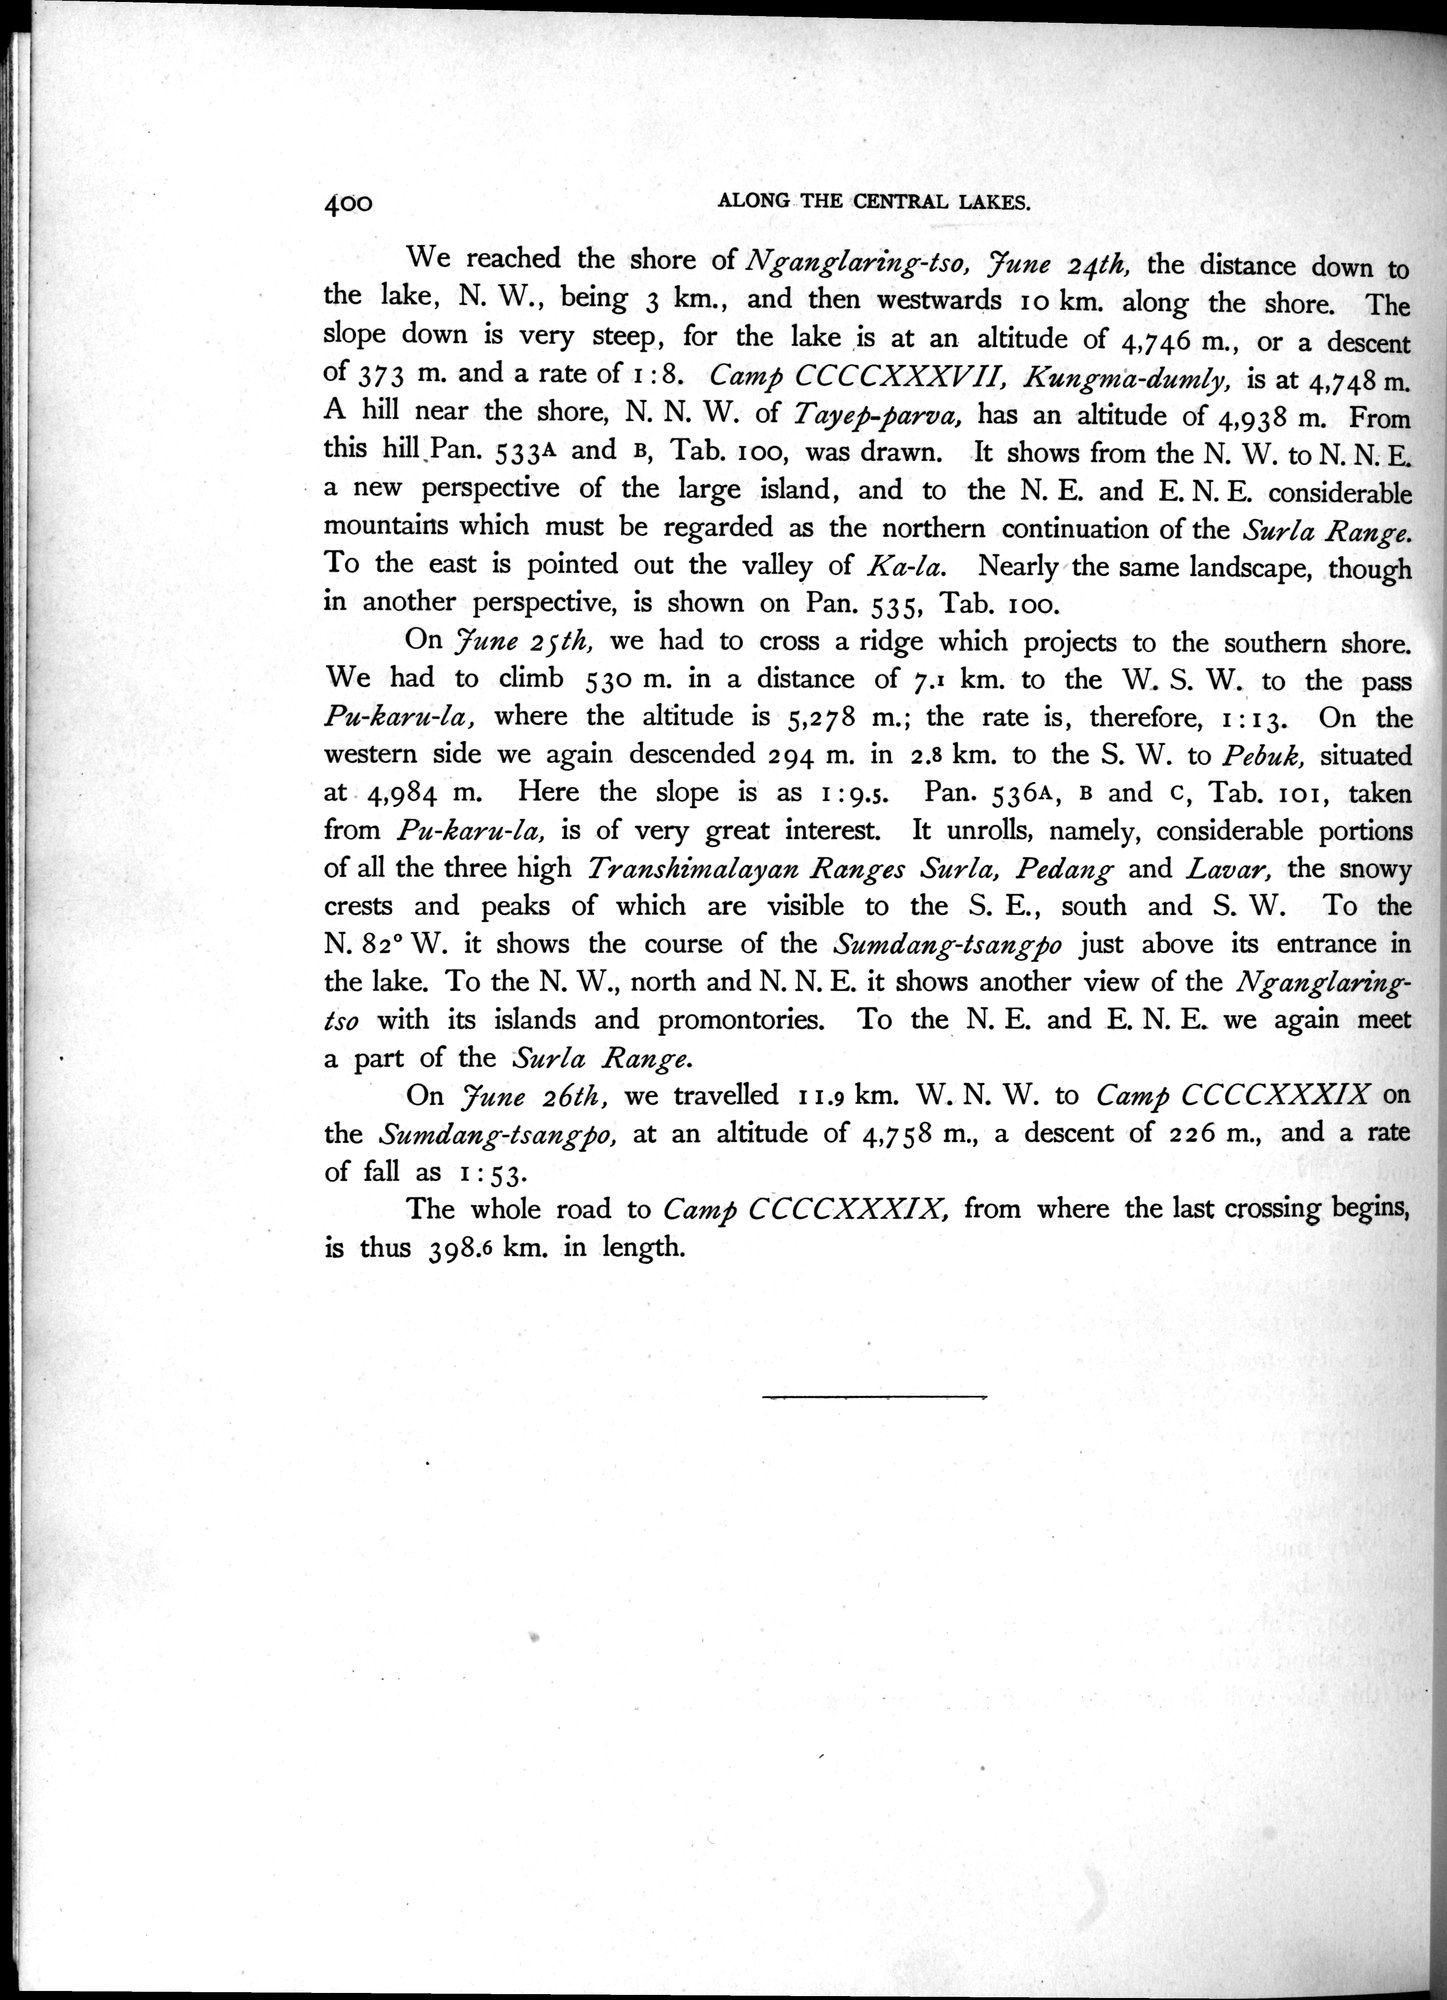 400 ALONG THE CENTRAL LAKES.
We reached the shore of Nganglaring-tso, June 24th, the distance down to
the lake, N. W., being 3 km., and then westwards 10 km. along the shore. The
slope down is very steep, for the lake is at an altitude of 4,746 m., or a descent
of 373 m. and a rate of 1:8. Camp CCCCXXXVII, Kungma-dumly, is at 4,748 m.
A hill near the shore, N. N. W. of Tayep-parva, has an altitude of 4,938 m. From
this hill Pan. 533A and B, Tab. 100, was drawn. It shows from the N. W. to N. N. E.
a new perspective of the large island, and to the N. E. and E. N. E. considerable
mountains which must be regarded as the northern continuation of the Surla Range.
To the east is pointed out the valley of Ka-la. Nearly the same landscape, though
in another perspective, is shown on Pan. 535, Tab. 100.
On June 25th, we had to cross a ridge which projects to the southern shore.
We had to climb 530 m. in a distance of 7.1 km. to the W. S. W. to the pass
Pu-karu-la, where the altitude is 5,278 m.; the rate is, therefore, 1:13. On the
western side we again descended 294 m. in 2.8 km. to the S. W. to Pebuk, situated
at 4,984 m. Here the slope is as 1:9.5. Pan. 536A, B and C, Tab. 101, taken
from Pu-karu-la, is of very great interest. It unrolls, namely, considerable portions
of all the three high Transhimalayan Ranges Surla, Pedang and Lavar, the snowy
crests and peaks of which are visible to the S. E., south and S. W. To the
N. 82° W. it shows the course of the Sumdang-tsangpo just above its entrance in
the lake. To the N. W., north and N. N. E. it shows another view of the Nganglaring-
tso with its islands and promontories. To the N. E. and E. N. E. we again meet
a part of the Surla Range.
On June 26th, we travelled 11.9 km. W. N. W. to Camp CCCCXXXIX on
the Sumdang-tsangpo, at an altitude of 4,758 m., a descent of 226 m., and a rate
of fall as 1:53.
The whole road to Camp CCCCXXXIX, from where the last crossing begins,
is thus 398.6 km. in length.